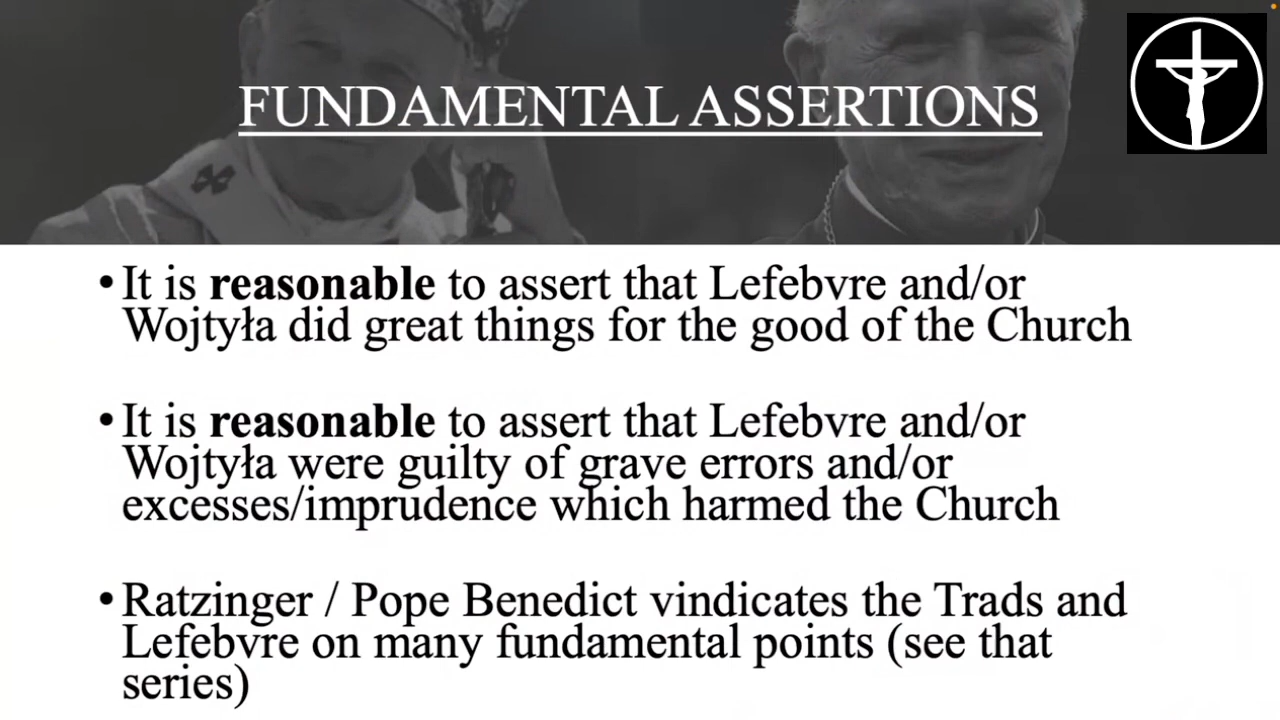 FUNDAMENTAL ASSERTIONS
• It is reasonable to assert that Lefebvre and/or
Wojtyła did great things for the good of the Church
• It is reasonable to assert that Lefebvre and/or
Wojtyła were guilty of grave errors and/or
excesses/imprudence which harmed the Church
• Ratzinger / Pope Benedict vindicates the Trads and
Lefebvre on many fundamental points (see that
series)